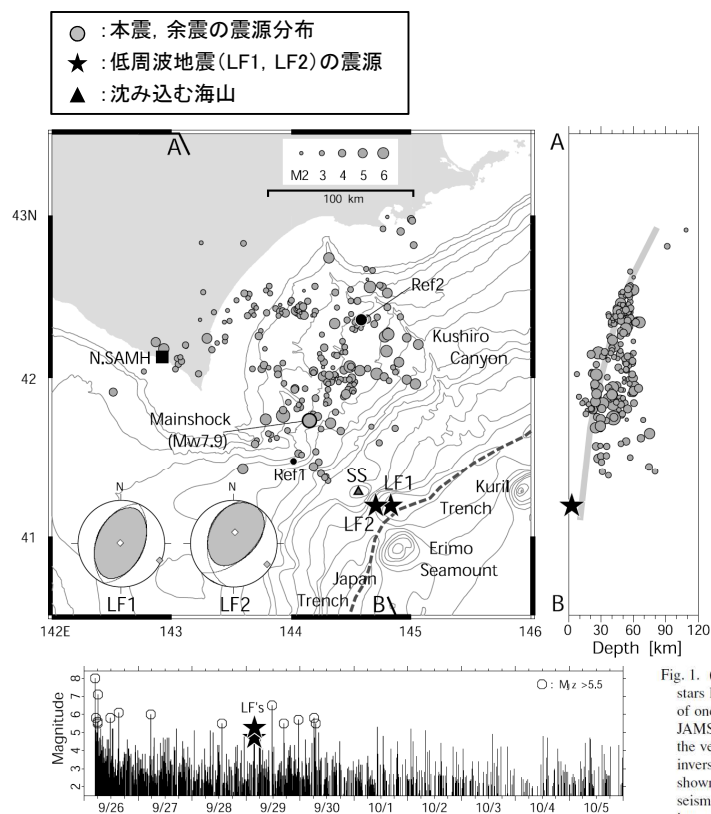 ● :本震, 余震の震源分布
★ :低周波地震(LF1, LF2)の震源
▲ :沈み込む海山
A
M2 3 4 5 6
100 km
43N
Ref2
Kushiro
Canyon
N.SAMH
42
Mainshock
(Mw7.9)
Ref1
SS
LF1
Kuril
Trench
LF2
41
Erimo
Seamount
N
N
LF1
LF2
Japan
Trench
B
142E 143 144 145 146
A
B
0 30 60 90 120
Depth [km]
Magnitude
8
7
6
5
4
3
2
LF's
○ : Mjz >5.5
9/26 9/27 9/28 9/29 9/30 10/1 10/2 10/3 10/4 10/5
Fig. 1. (
stars l
of one
JAMS
the ve
invers
shown
seism